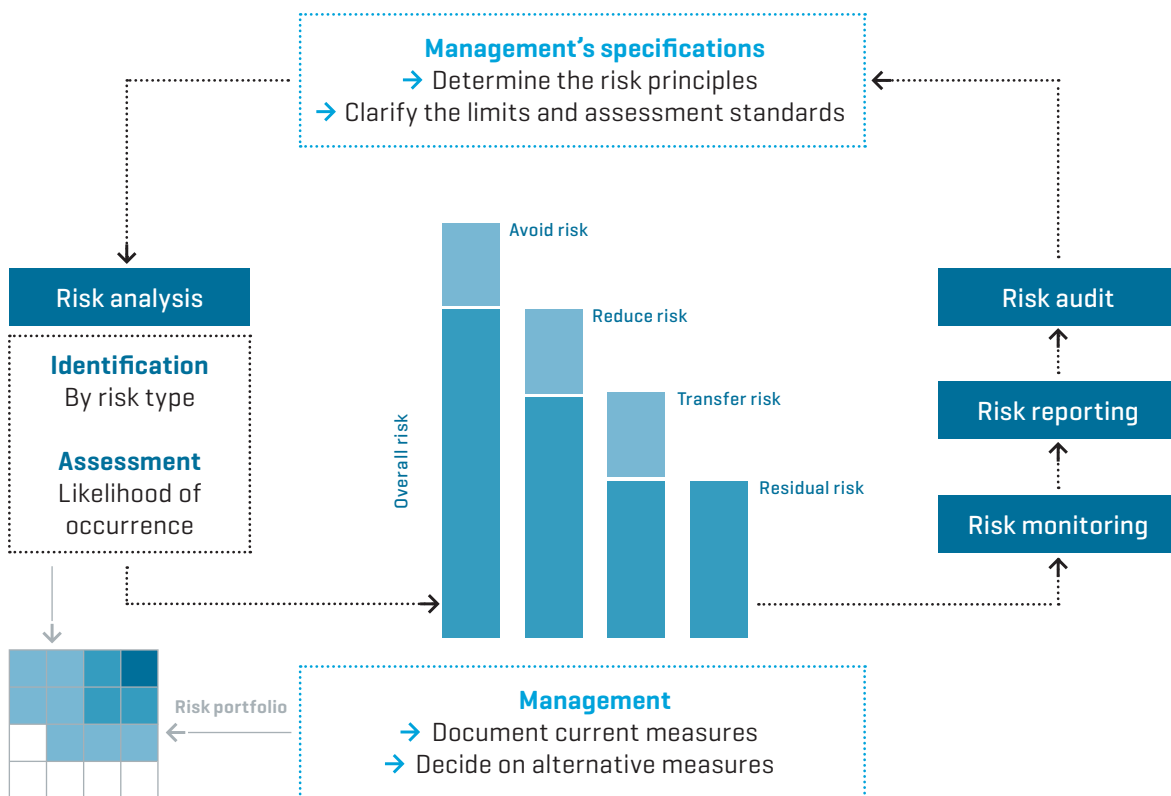 Management’s specifications
→ Determine the risk principles
→ Clarify the limits and assessment standards
Risk analysis
Identification
By risk type
Assessment
Likelihood of
occurrence
Overall risk
Avoid risk
Reduce risk
Transfer risk
Residual risk
Risk audit
Risk reporting
Risk monitoring
Risk portfolio
Management
→ Document current measures
→ Decide on alternative measures